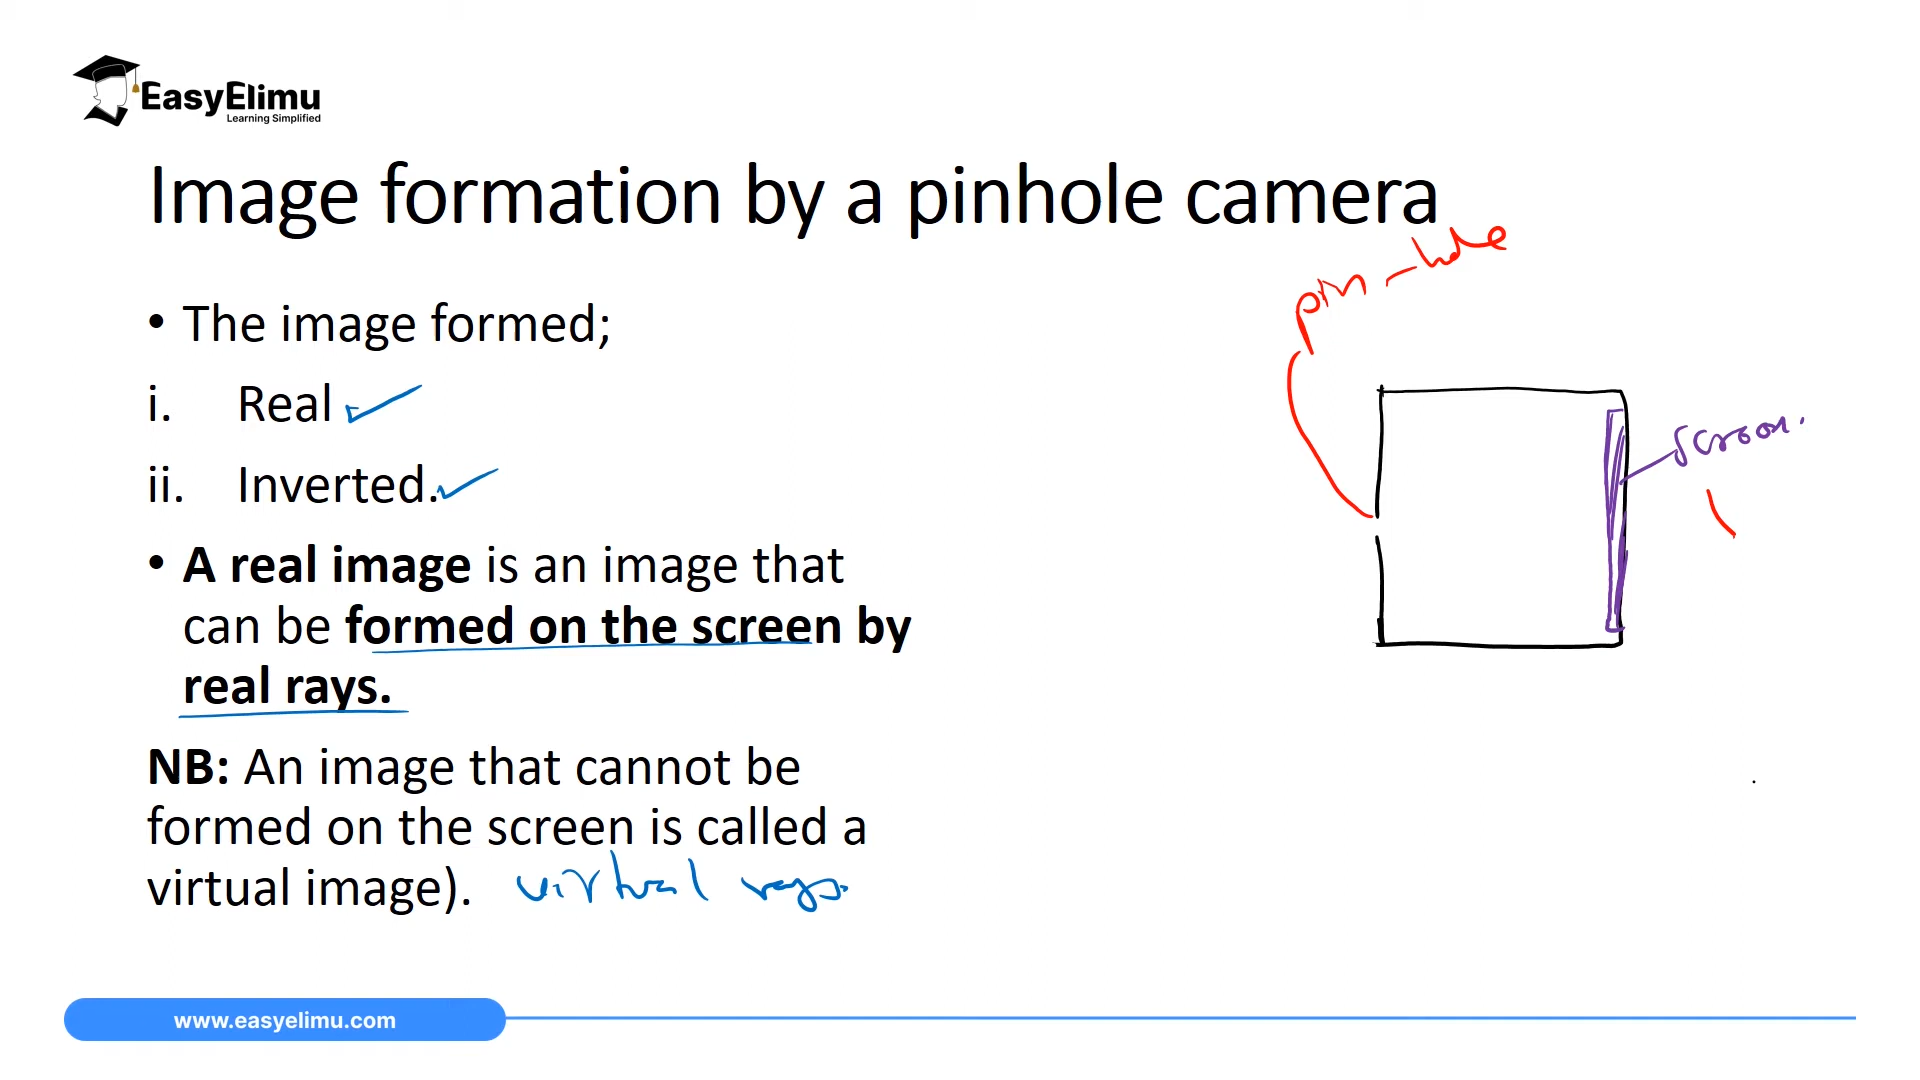 EasyElimu
Learning Simplified
Image formation by a pinhole camera
pin-hole
• The image formed;
i. Real
screen.
ii. Inverted.
• A real image is an image that
can be formed on the screen by
real rays.
NB: An image that cannot be
formed on the screen is called a
virtual image). virtual rays.
www.easyelimu.com